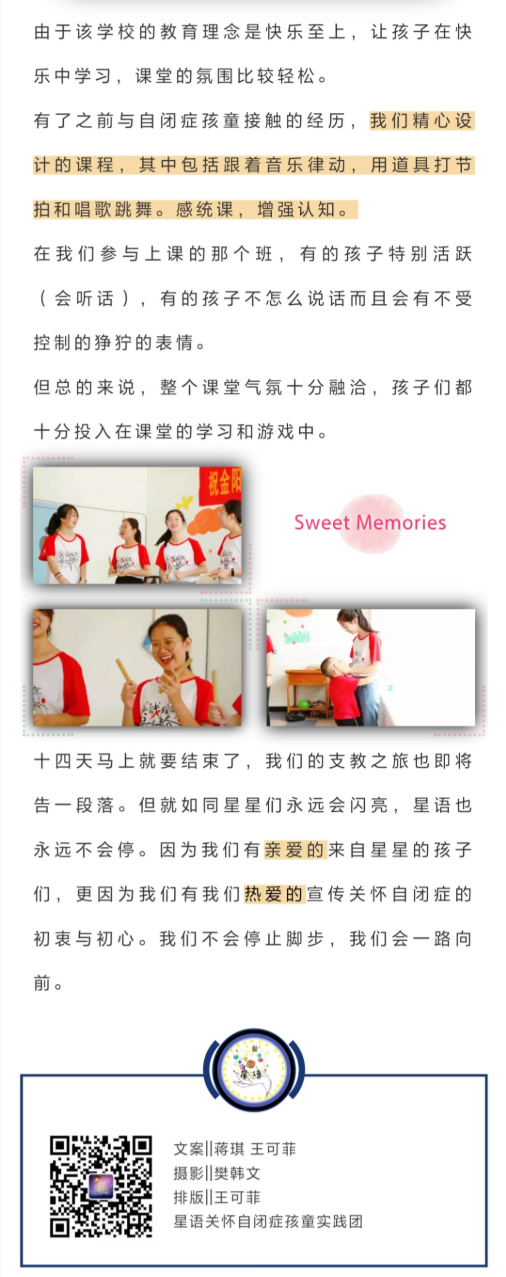 由于该学校的教育理念是快乐至上，让孩子在快
乐中学习，课堂的氛围比较轻松。
有了之前与自闭症孩童接触的经历，我们精心设
计的课程，其中包括跟着音乐律动，用道具打节
拍和唱歌跳舞。感统课，增强认知。
在我们参与上课的那个班，有的孩子特别活跃
（会听话），有的孩子不怎么说话而且会有不受
控制的狰狞的表情。
但总的来说，整个课堂气氛十分融洽，孩子们都
十分投入在课堂的学习和游戏中。
祝金阳
Sweet Memories
十四天马上就要结束了，我们的支教之旅也即将
告一段落。但就如同星星们永远会闪亮，星语也
永远不会停。因为我们有亲爱的来自星星的孩子
们，更因为我们有我们热爱的宣传关怀自闭症的
初衷与初心。我们不会停止脚步，我们会一路向
前。
星语
文案||蒋琪 王可菲
摄影||樊韩文
排版||王可菲
星语关怀自闭症孩童实践团